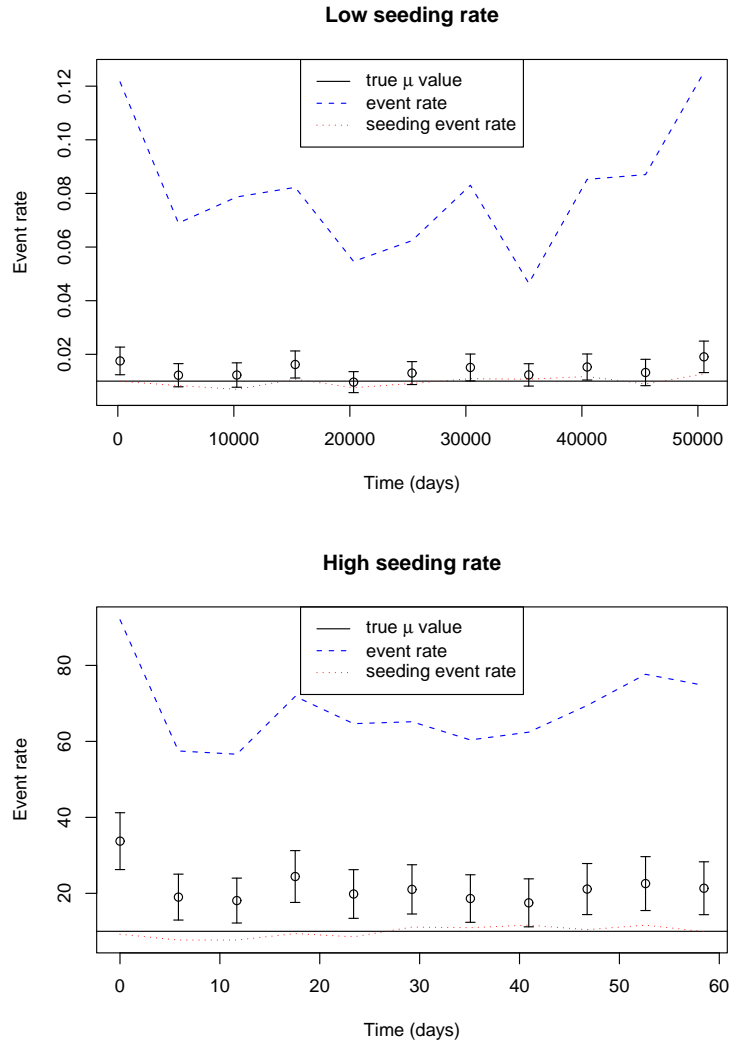 Low seeding rate
true μ value
event rate
seeding event rate
Event rate
0.02 0.04 0.06 0.08 0.10 0.12
0 10000 20000 30000 40000 50000
Time (days)
High seeding rate
true μ value
event rate
seeding event rate
Event rate
20 40 60 80
0 10 20 30 40 50 60
Time (days)